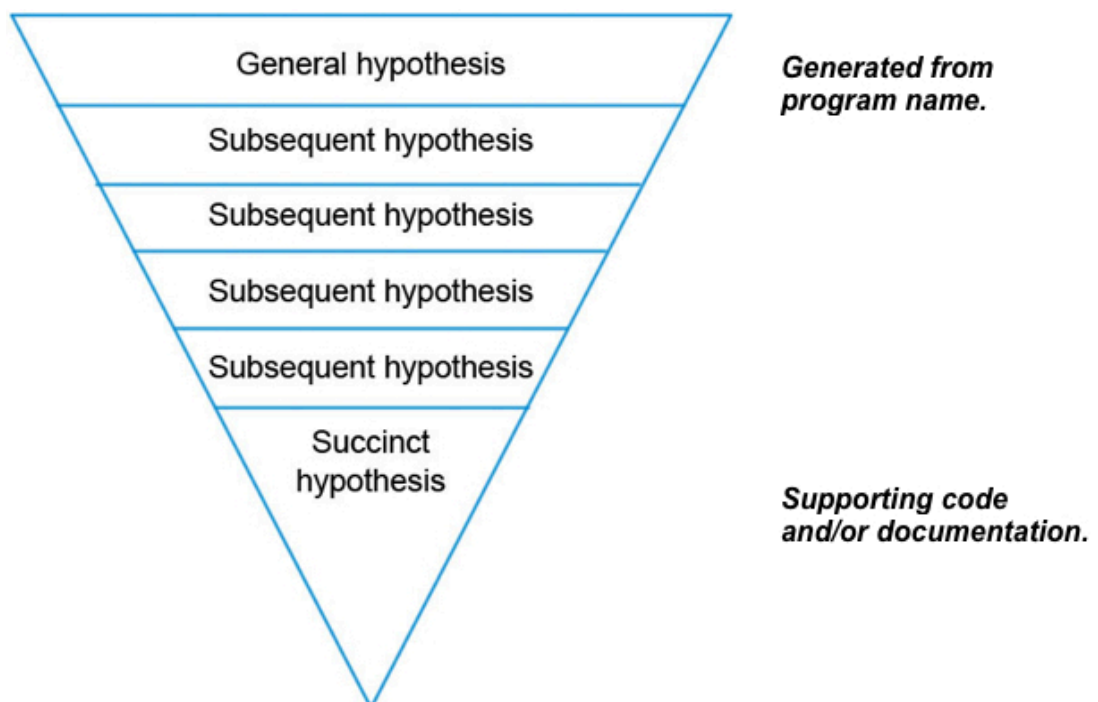 General hypothesis
Generated from
program name.
Subsequent hypothesis
Subsequent hypothesis
Subsequent hypothesis
Subsequent hypothesis
Succinct
hypothesis
Supporting code
and/or documentation.